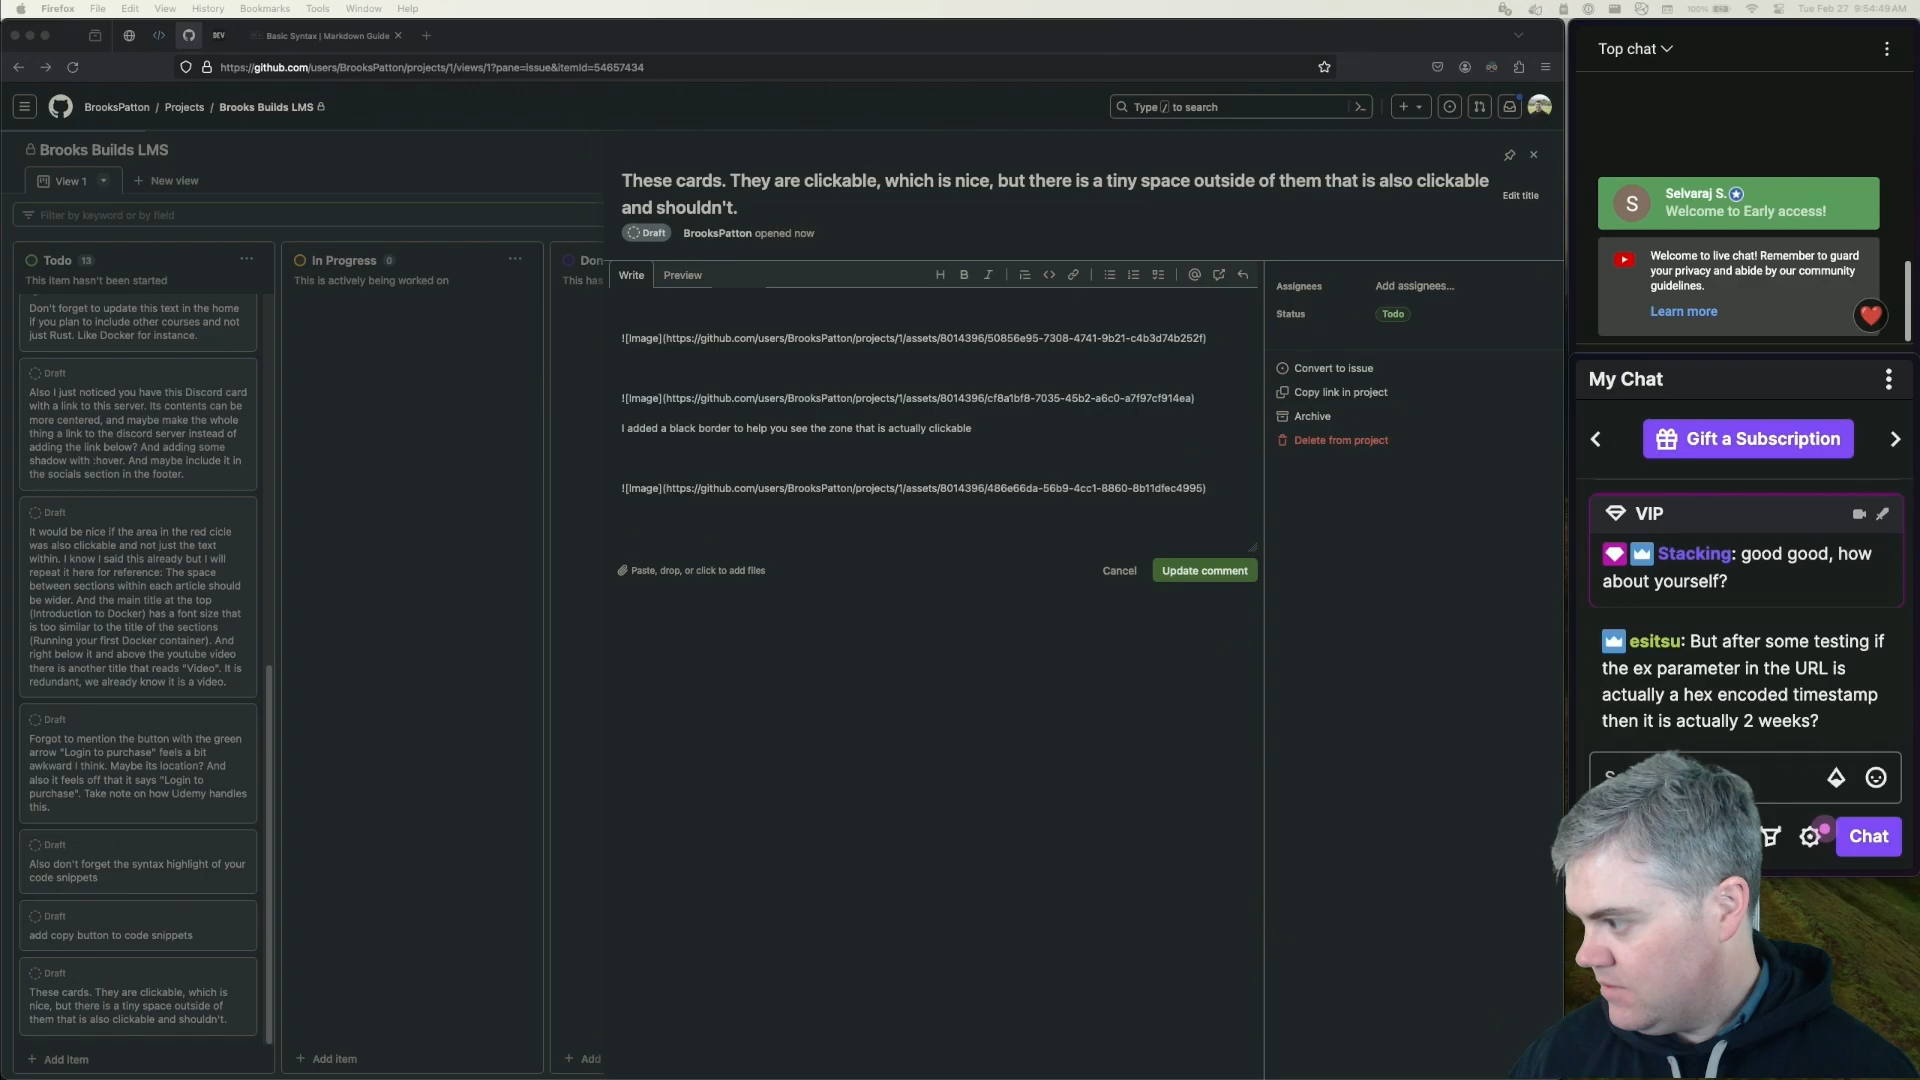 Firefox File Edit View History Bookmarks Tools Window Help
100% Tue Feb 27 9:54:49 AM
DEV Basic Syntax | Markdown Guide
https://github.com/users/BrooksPatton/projects/1/views/1?pane=issue&itemId=54657434
BrooksPatton / Projects / Brooks Builds LMS
Type / to search
Brooks Builds LMS
View 1
New view
Filter by keyword or by field
Todo 13
This item hasn't been started
Don't forget to update this text in the home
if you plan to include other courses and not
just Rust. Like Docker for instance.
Draft
Also I just noticed you have this Discord card
with a link to this server. Its contents can be
more centered, and maybe make the whole
thing a link to the discord server instead of
adding the link below? And adding some
shadow with :hover. And maybe include it in
the socials section in the footer.
Draft
It would be nice if the area in the red cicle
was also clickable and not just the text
within. I know I said this already but I will
repeat it here for reference: The space
between sections within each article should
be wider. And the main title at the top
(Introduction to Docker) has a font size that
is too similar to the title of the sections
(Running your first Docker container). And
right below it and above the youtube video
there is another title that reads "Video". It is
redundant, we already know it is a video.
Draft
Forgot to mention the button with the green
arrow "Login to purchase" feels a bit
awkward I think. Maybe its location? And
also it feels off that it says "Login to
purchase". Take note on how Udemy handles
this.
Draft
Also don't forget the syntax highlight of your
code snippets
Draft
add copy button to code snippets
Draft
These cards. They are clickable, which is
nice, but there is a tiny space outside of
them that is also clickable and shouldn't.
+ Add item
In Progress 0
This is actively being worked on
+ Add item
Don
This has
+ Add
These cards. They are clickable, which is nice, but there is a tiny space outside of them that is also clickable
and shouldn't.
Edit title
Draft BrooksPatton opened now
Write Preview
![Image](https://github.com/users/BrooksPatton/projects/1/assets/8014396/50856e95-7308-4741-9b21-c4b3d74b252f)
![Image](https://github.com/users/BrooksPatton/projects/1/assets/8014396/cf8a1bf8-7035-45b2-a6c0-a7f97cf914ea)
I added a black border to help you see the zone that is actually clickable
![Image](https://github.com/users/BrooksPatton/projects/1/assets/8014396/486e66da-56b9-4cc1-8860-8b11dfec4995)
Paste, drop, or click to add files
Cancel
Update comment
Assignees Add assignees...
Status Todo
Convert to issue
Copy link in project
Archive
Delete from project
Top chat
S
Selvaraj S.
Welcome to Early access!
Welcome to live chat! Remember to guard
your privacy and abide by our community
guidelines.
Learn more
My Chat
Gift a Subscription
VIP
Stacking: good good, how
about yourself?
esitsu: But after some testing if
the ex parameter in the URL is
actually a hex encoded timestamp
then it is actually 2 weeks?
Chat